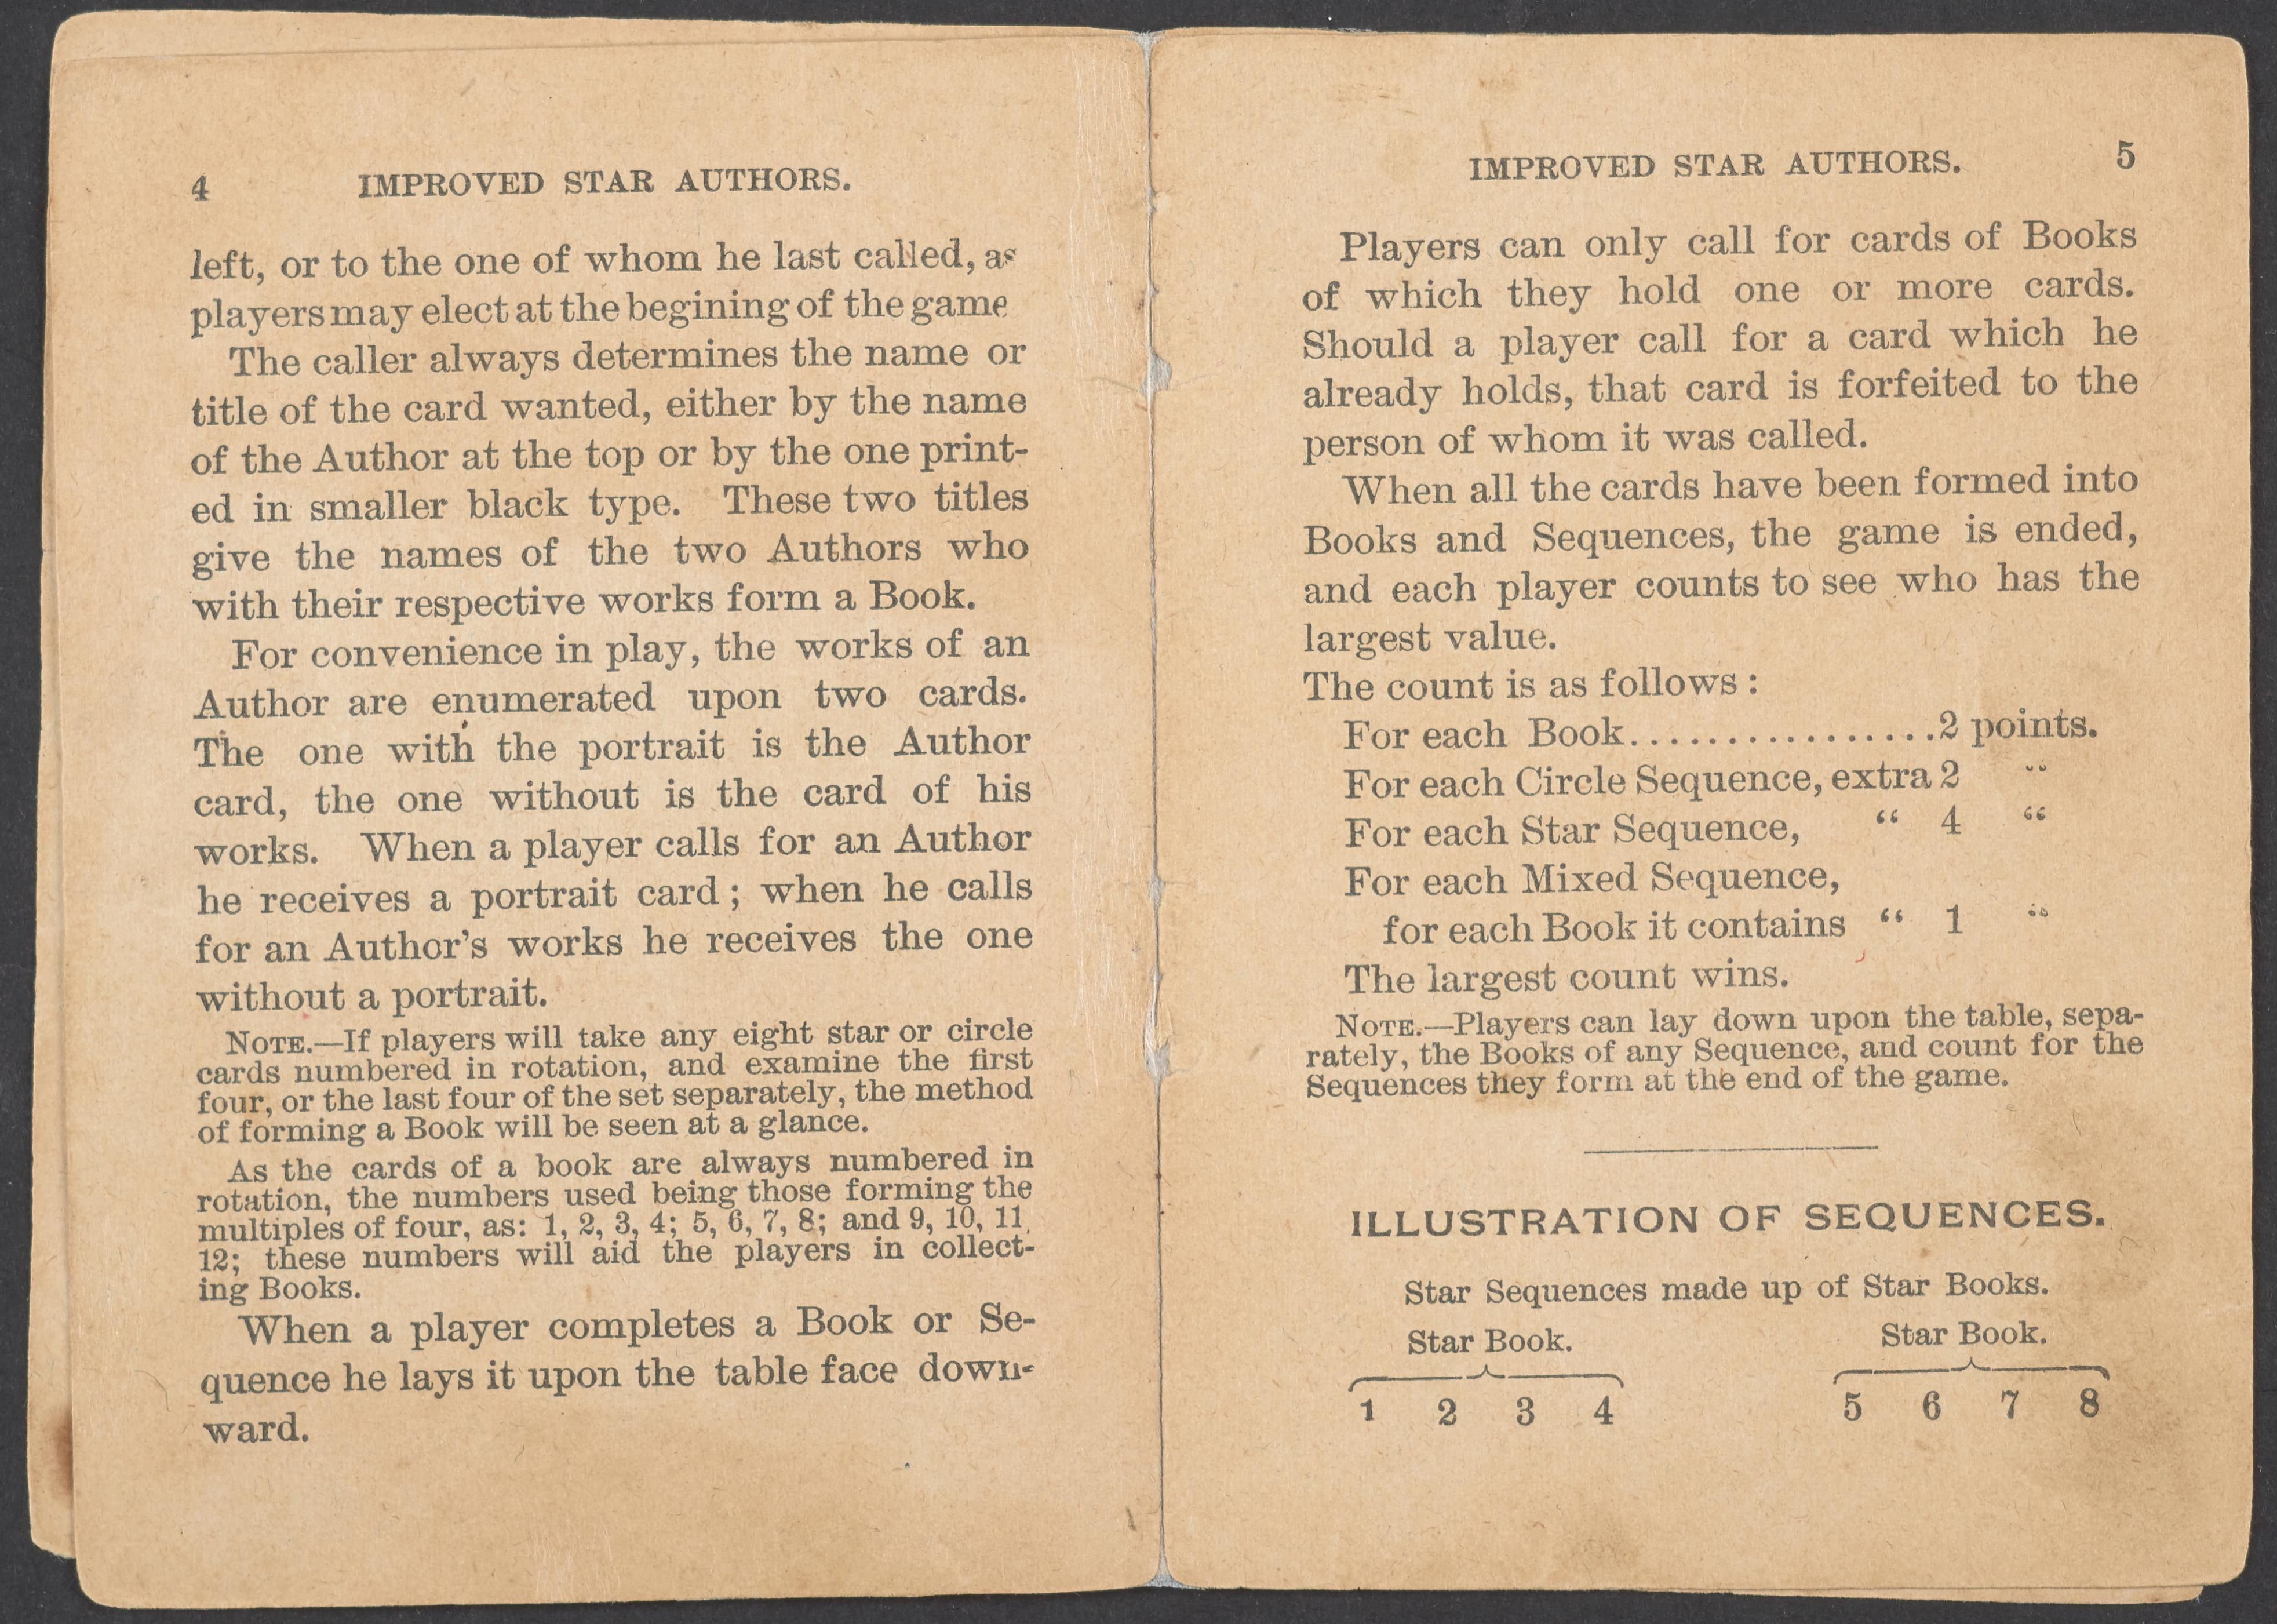 4 IMPROVED STAR AUTHORS.
left, or to the one of whom he last called, as
players may elect at the begining of the game
The caller always determines the name or
title of the card wanted, either by the name
of the Author at the top or by the one print-
ed in smaller black type. These two titles
give the names of the two Authors who
with their respective works form a Book.
For convenience in play, the works of an
Author are enumerated upon two cards.
The one with the portrait is the Author
card, the one without is the card of his
works. When a player calls for an Author
he receives a portrait card; when he calls
for an Author's works he receives the one
without a portrait.
NOTE.—If players will take any eight star or circle
cards numbered in rotation, and examine the first
four, or the last four of the set separately, the method
of forming a Book will be seen at a glance.
As the cards of a book are always numbered in
rotation, the numbers used being those forming the
multiples of four, as: 1, 2, 3, 4; 5, 6, 7, 8; and 9, 10, 11,
12; these numbers will aid the players in collect-
ing Books.
When a player completes a Book or Se-
quence he lays it upon the table face down-
ward.
IMPROVED STAR AUTHORS. 5
Players can only call for cards of Books
of which they hold one or more cards.
Should a player call for a card which he
already holds, that card is forfeited to the
person of whom it was called.
When all the cards have been formed into
Books and Sequences, the game is ended,
and each player counts to see who has the
largest value.
The count is as follows:
For each Book................2 points.
For each Circle Sequence, extra 2 “
For each Star Sequence, “ 4 “
For each Mixed Sequence,
for each Book it contains “ 1 “
The largest count wins.
NOTE.—Players can lay down upon the table, sepa-
rately, the Books of any Sequence, and count for the
Sequences they form at the end of the game.
ILLUSTRATION OF SEQUENCES.
Star Sequences made up of Star Books.
Star Book. Star Book.
1 2 3 4 5 6 7 8